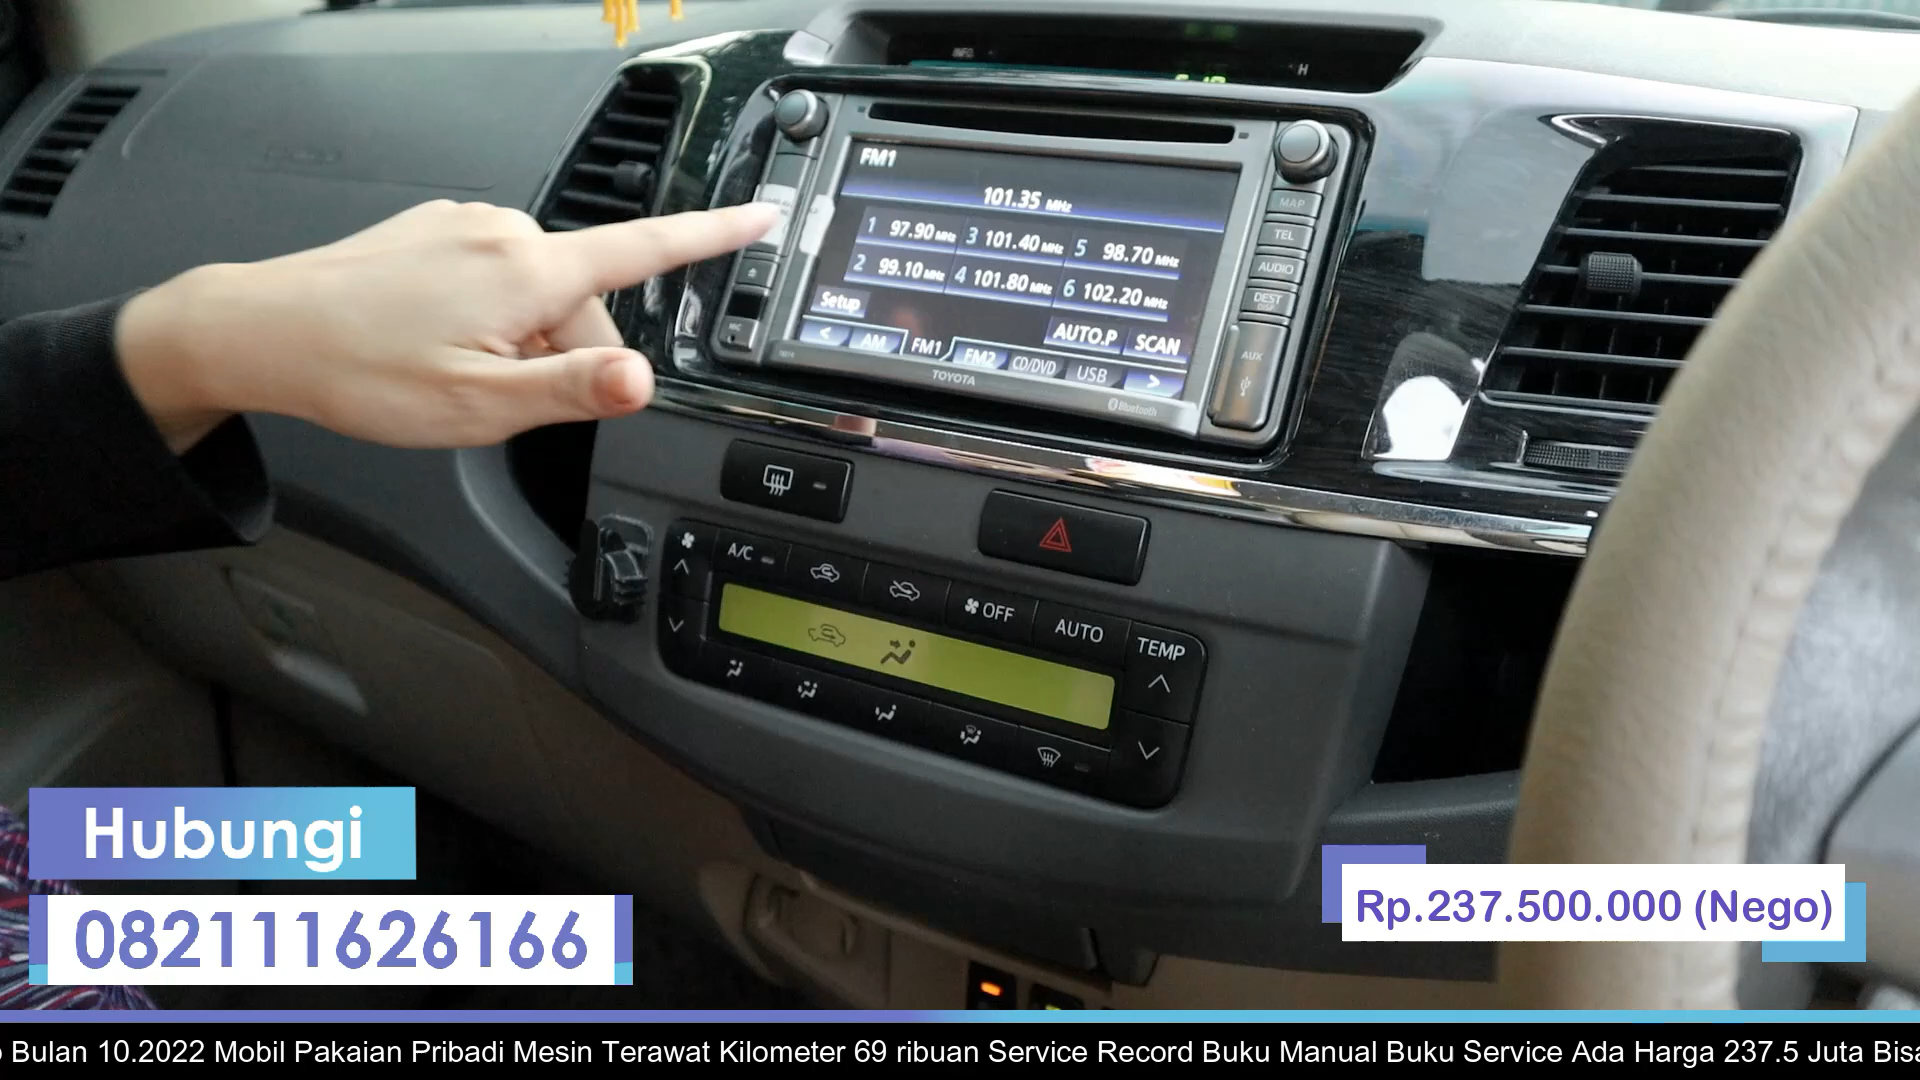 INFO
H
FM1
101.35 MHz
1 97.90 MHz 3 101.40 MHz 5 98.70 MHz
2 99.10 MHz 4 101.80 MHz 6 102.20 MHz
Setup
AUTO.P SCAN
< AM FM1 FM2 CD/DVD USB >
TOYOTA
Bluetooth
MIC
MAP
TEL
AUDIO
DEST
AUX
A/C
OFF
AUTO
TEMP
Hubungi
082111626166
Rp.237.500.000 (Nego)
Bulan 10.2022 Mobil Pakaian Pribadi Mesin Terawat Kilometer 69 ribuan Service Record Buku Manual Buku Service Ada Harga 237.5 Juta Bisa